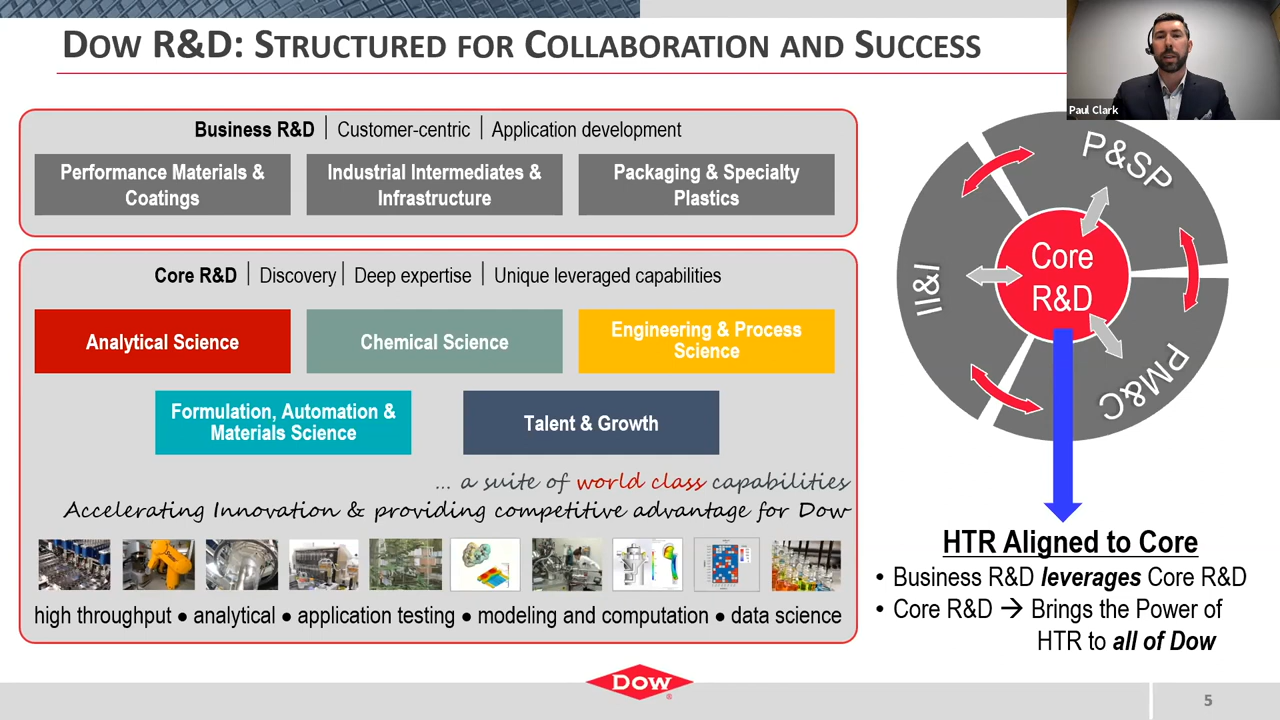 DOW R&D: STRUCTURED FOR COLLABORATION AND SUCCESS
Paul Clark
Business R&D | Customer-centric | Application development
Performance Materials &
Coatings
Industrial Intermediates &
Infrastructure
Packaging & Specialty
Plastics
Core R&D | Discovery | Deep expertise | Unique leveraged capabilities
Analytical Science
Chemical Science
Engineering & Process
Science
Formulation, Automation &
Materials Science
Talent & Growth
... a suite of world class capabilities
Accelerating Innovation & providing competitive advantage for Dow
high throughput • analytical • application testing • modeling and computation • data science
P&SP
II&I
Core
R&D
PM&C
HTR Aligned to Core
• Business R&D leverages Core R&D
• Core R&D → Brings the Power of
HTR to all of Dow
DOW
®
5